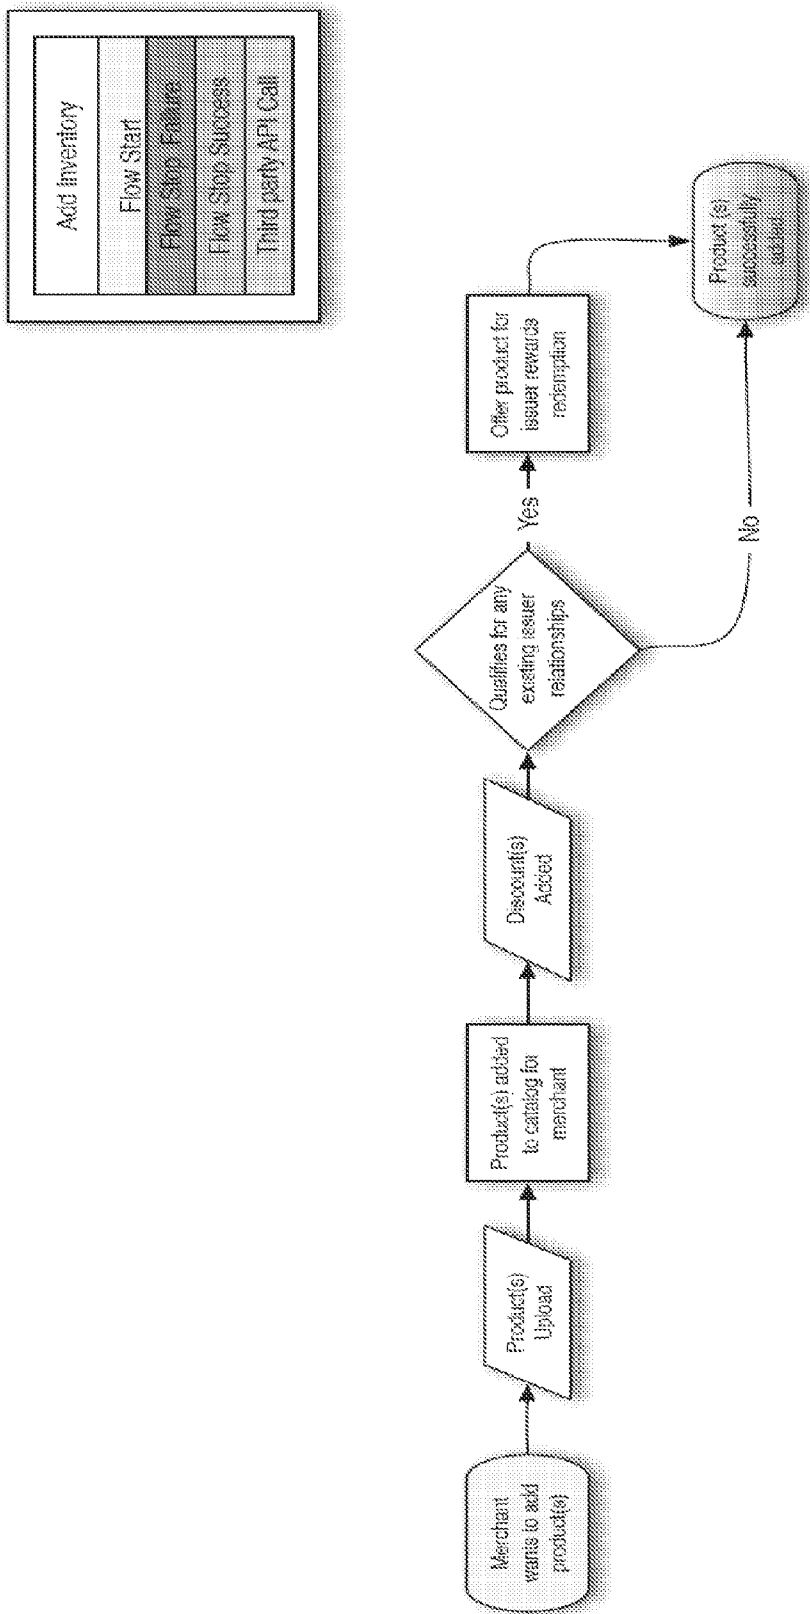 Add Inventory
Flow Start
Flow Stop Failure
Flow Stop Success
Third party API Call
Merchant
wants to add
product(s)
Product(s)
Upload
Product(s) added
to catalog for
merchant
Discount(s)
Added
Qualifies for any
existing issuer
relationships
Yes
Offer product for
issuer rewards
redemption
No
Product (s)
successfully
added